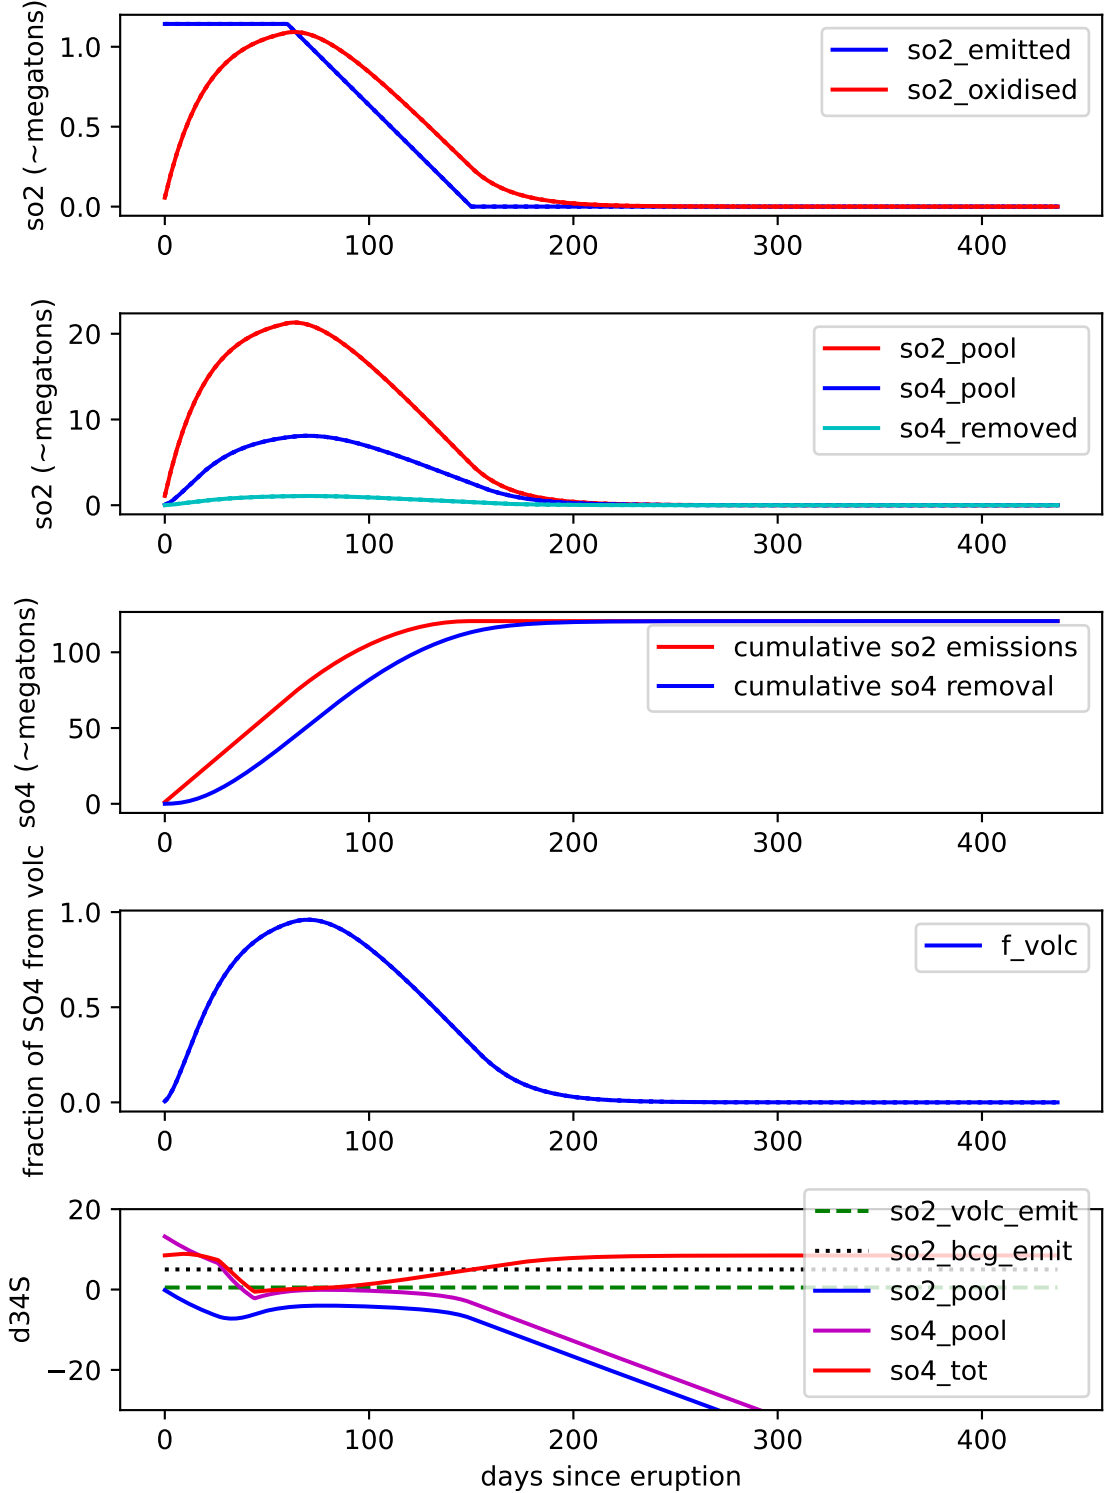 so2 (~megatons)
1.0
0.5
0.0
so2_emitted
so2_oxidised
0 100 200 300 400
so2 (~megatons)
20
10
0
so2_pool
so4_pool
so4_removed
0 100 200 300 400
so4 (~megatons)
100
50
0
cumulative so2 emissions
cumulative so4 removal
0 100 200 300 400
fraction of SO4 from volc
1.0
0.5
0.0
f_volc
0 100 200 300 400
d34S
20
0
−20
so2_volc_emit
so2_bcg_emit
so2_pool
so4_pool
so4_tot
0 100 200 300 400
days since eruption